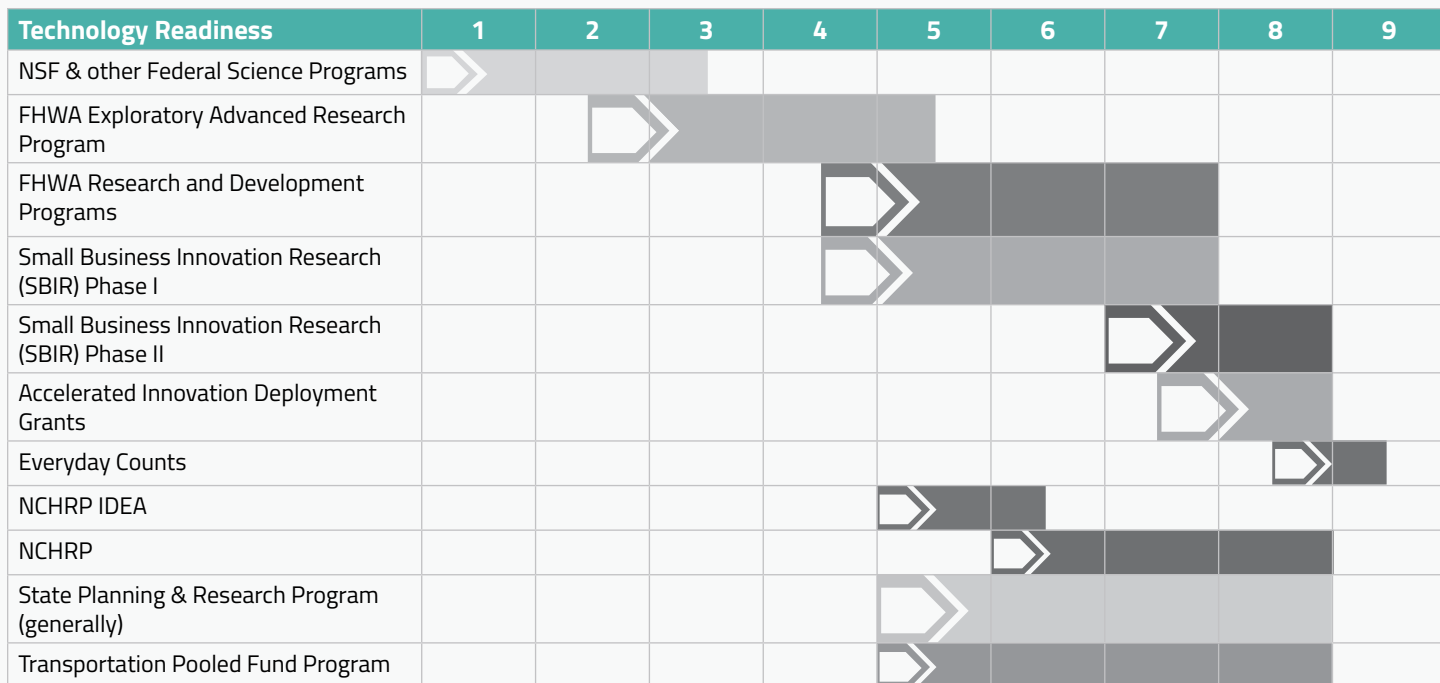 Technology Readiness 1 2 3 4 5 6 7 8 9
NSF & other Federal Science Programs
FHWA Exploratory Advanced Research
Program
FHWA Research and Development
Programs
Small Business Innovation Research
(SBIR) Phase I
Small Business Innovation Research
(SBIR) Phase II
Accelerated Innovation Deployment
Grants
Everyday Counts
NCHRP IDEA
NCHRP
State Planning & Research Program
(generally)
Transportation Pooled Fund Program